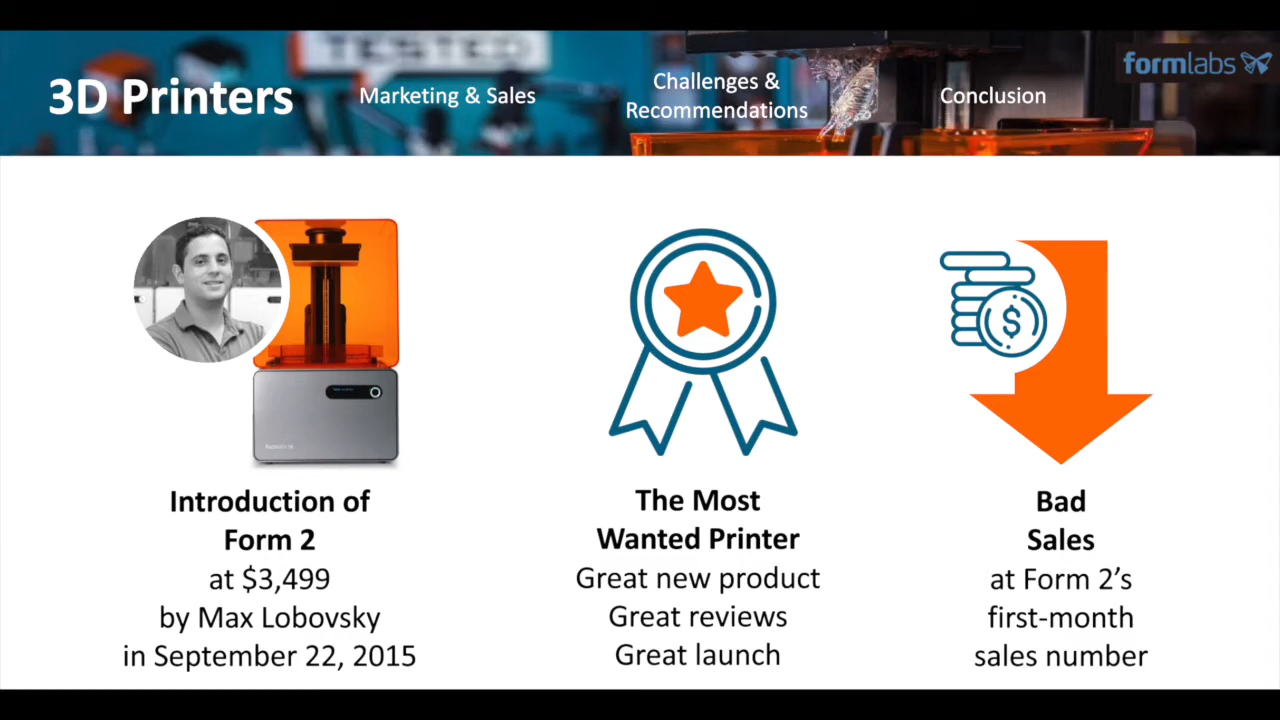 TESTED
formlabs
3D Printers
Marketing & Sales
Challenges &
Recommendations
Conclusion
$
Introduction of
Form 2
at $3,499
by Max Lobovsky
in September 22, 2015
The Most
Wanted Printer
Great new product
Great reviews
Great launch
Bad
Sales
at Form 2’s
first-month
sales number